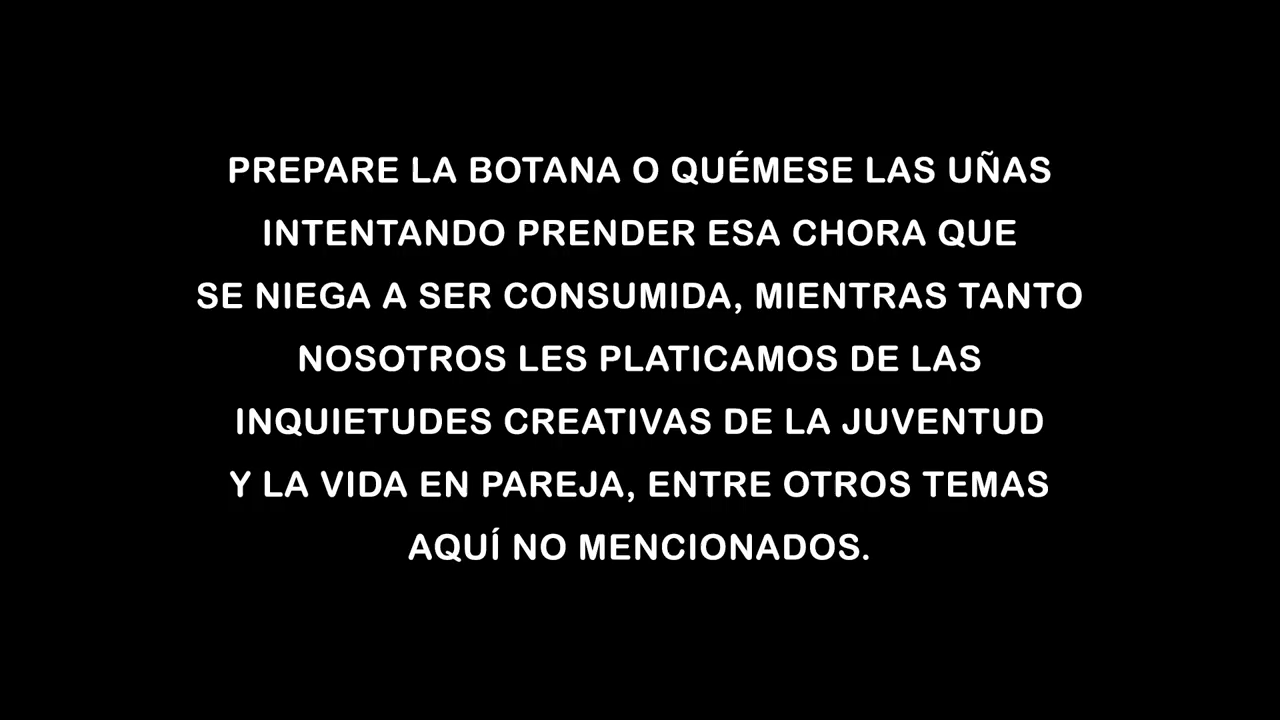 PREPARE LA BOTANA O QUÉMESE LAS UÑAS
INTENTANDO PRENDER ESA CHORA QUE
SE NIEGA A SER CONSUMIDA, MIENTRAS TANTO
NOSOTROS LES PLATICAMOS DE LAS
INQUIETUDES CREATIVAS DE LA JUVENTUD
Y LA VIDA EN PAREJA, ENTRE OTROS TEMAS
AQUÍ NO MENCIONADOS.